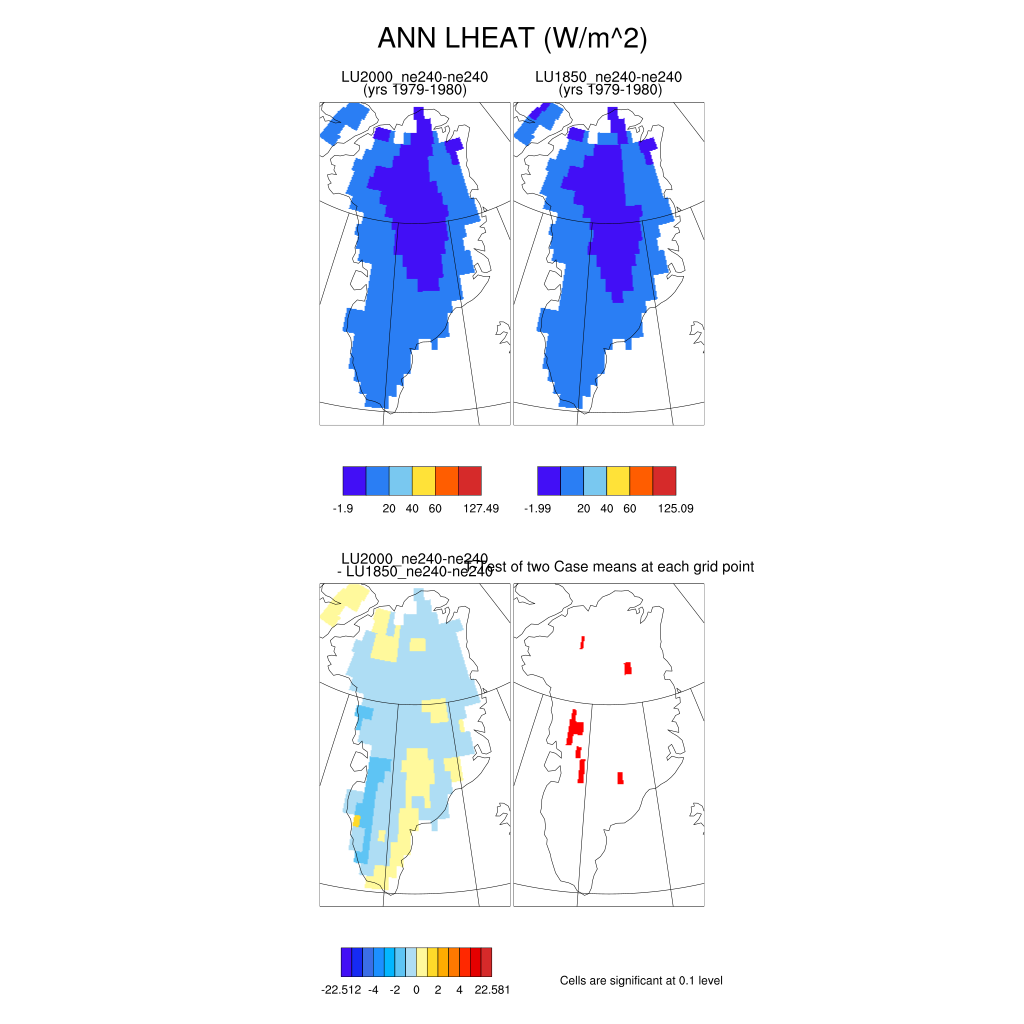 ANN LHEAT (W/m^2)
LU2000_ne240-ne240
(yrs 1979-1980)
LU1850_ne240-ne240
(yrs 1979-1980)
-1.9 20 40 60 127.49
-1.99 20 40 60 125.09
LU2000_ne240-ne240
- LU1850_ne240-ne240
T-Test of two Case means at each grid point
-22.512 -4 -2 0 2 4 22.581
Cells are significant at 0.1 level